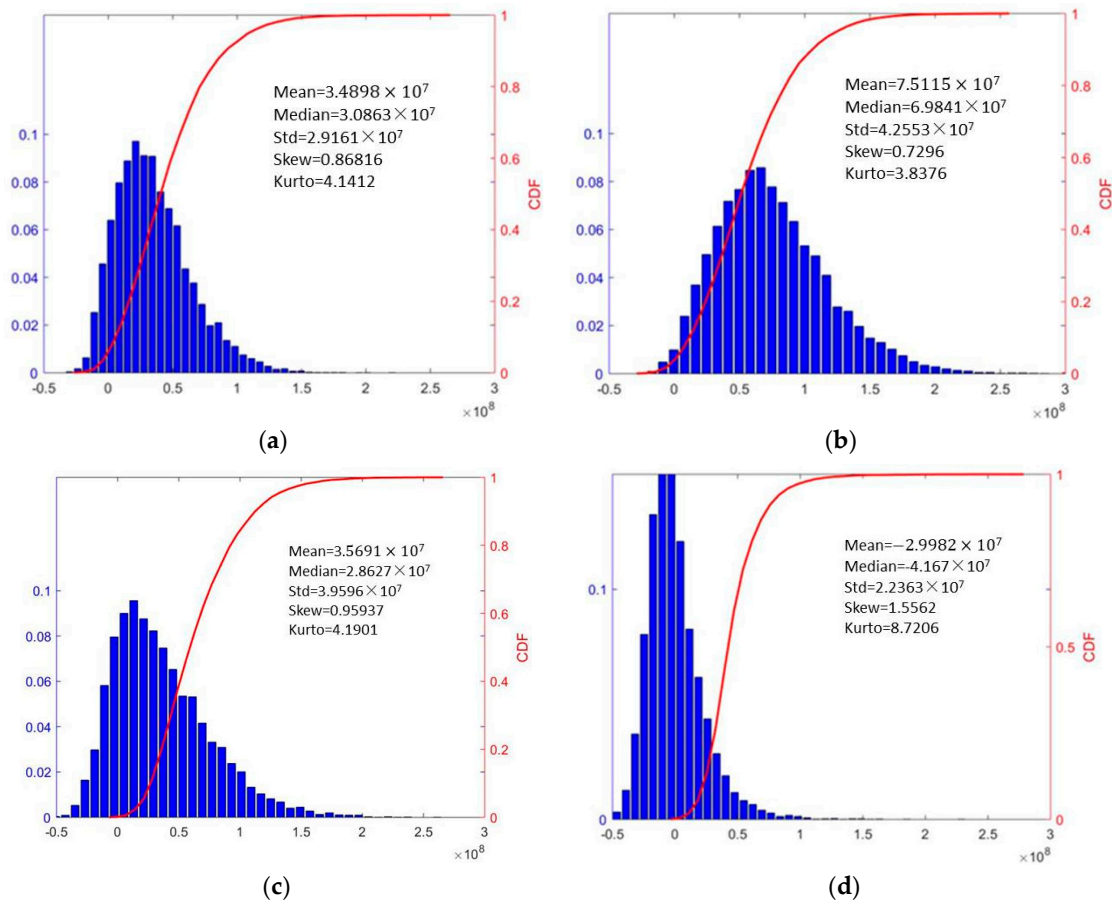 1
0.8
0.6
0.4
0.2
0
CDF
0.1
0.08
0.06
0.04
0.02
0
Mean=3.4898 × 10⁷
Median=3.0863×10⁷
Std=2.9161×10⁷
Skew=0.86816
Kurto=4.1412
-0.5 0 0.5 1 1.5 2 2.5 3
×10⁸
(a)
1
0.8
0.6
0.4
0.2
0
CDF
0.1
0.08
0.06
0.04
0.02
0
Mean=7.5115 × 10⁷
Median=6.9841×10⁷
Std=4.2553×10⁷
Skew=0.7296
Kurto=3.8376
-0.5 0 0.5 1 1.5 2 2.5 3
×10⁸
(b)
1
0.8
0.6
0.4
0.2
0
CDF
0.1
0.08
0.06
0.04
0.02
0
Mean=3.5691 × 10⁷
Median=2.8627×10⁷
Std=3.9596×10⁷
Skew=0.95937
Kurto=4.1901
-0.5 0 0.5 1 1.5 2 2.5 3
×10⁸
(c)
1
0.5
0
CDF
0.1
0
Mean=−2.9982 × 10⁷
Median=-4.167×10⁷
Std=2.2363×10⁷
Skew=1.5562
Kurto=8.7206
-0.5 0 0.5 1 1.5 2 2.5 3
×10⁸
(d)